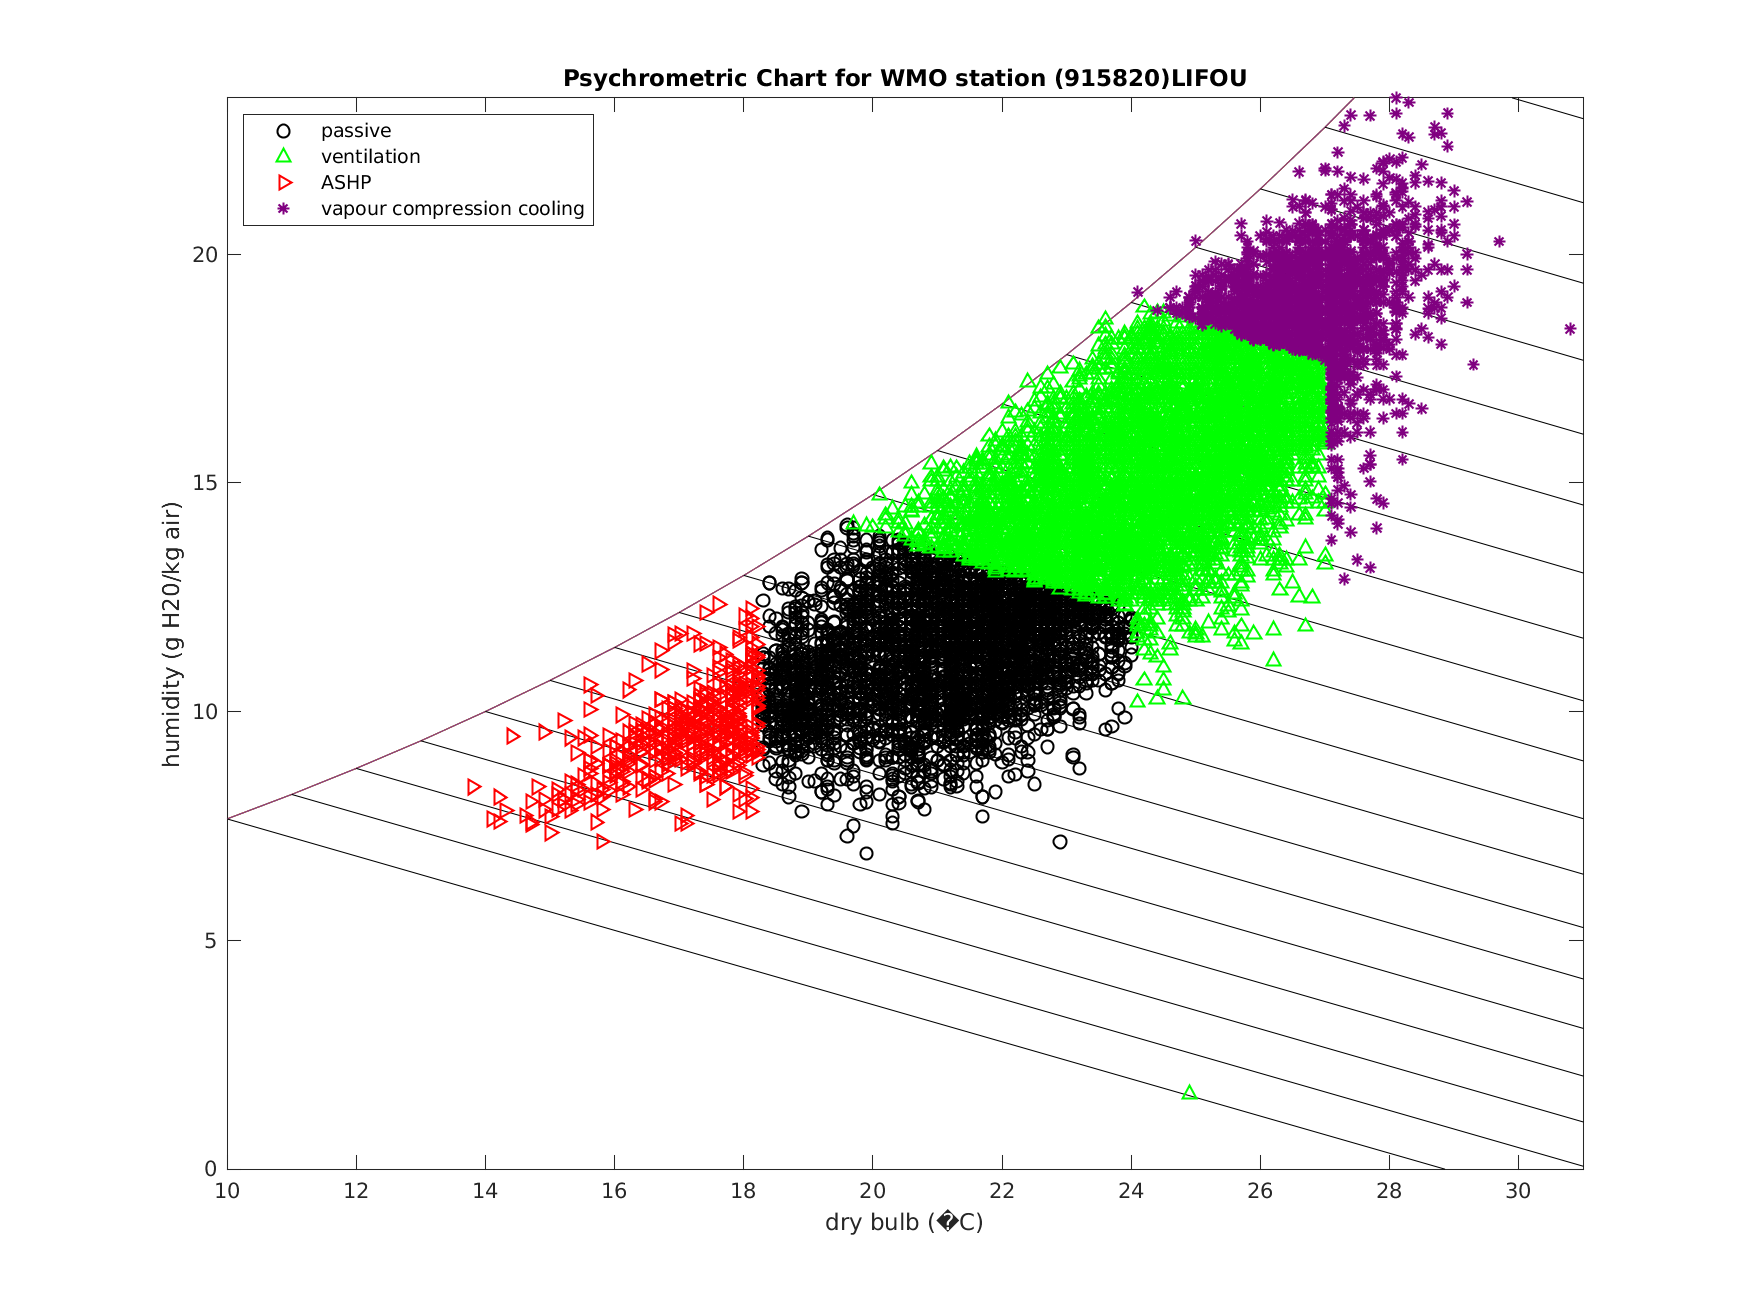 Psychrometric Chart for WMO station (915820)LIFOU
passive
ventilation
ASHP
vapour compression cooling
humidity (g H20/kg air)
20
15
10
5
0
10 12 14 16 18 20 22 24 26 28 30
dry bulb (�C)